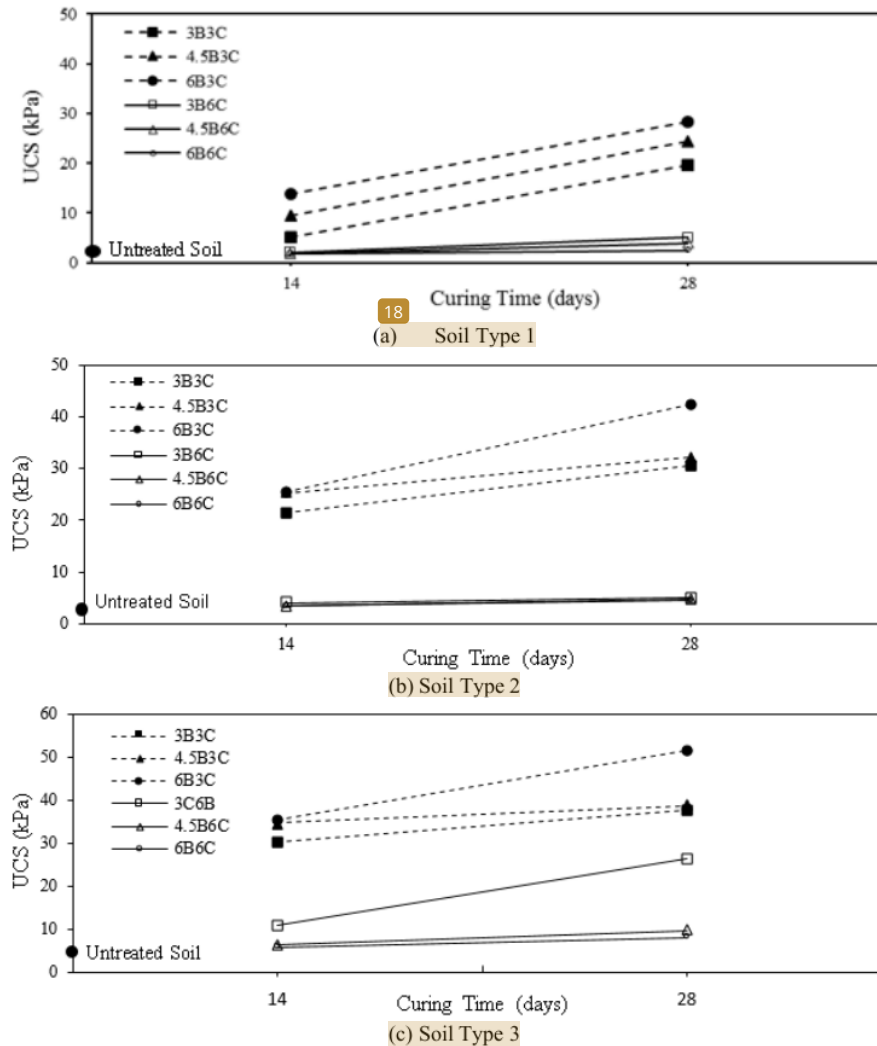 50
40
30
20
10
0
UCS (kPa)
3B3C
4.5B3C
6B3C
3B6C
4.5B6C
6B6C
Untreated Soil
14
28
Curing Time (days)
18
(a) Soil Type 1
50
40
30
20
10
0
UCS (kPa)
3B3C
4.5B3C
6B3C
3B6C
4.5B6C
6B6C
Untreated Soil
14
28
Curing Time (days)
(b) Soil Type 2
60
50
40
30
20
10
0
UCS (kPa)
3B3C
4.5B3C
6B3C
3C6B
4.5B6C
6B6C
Untreated Soil
14
28
Curing Time (days)
(c) Soil Type 3